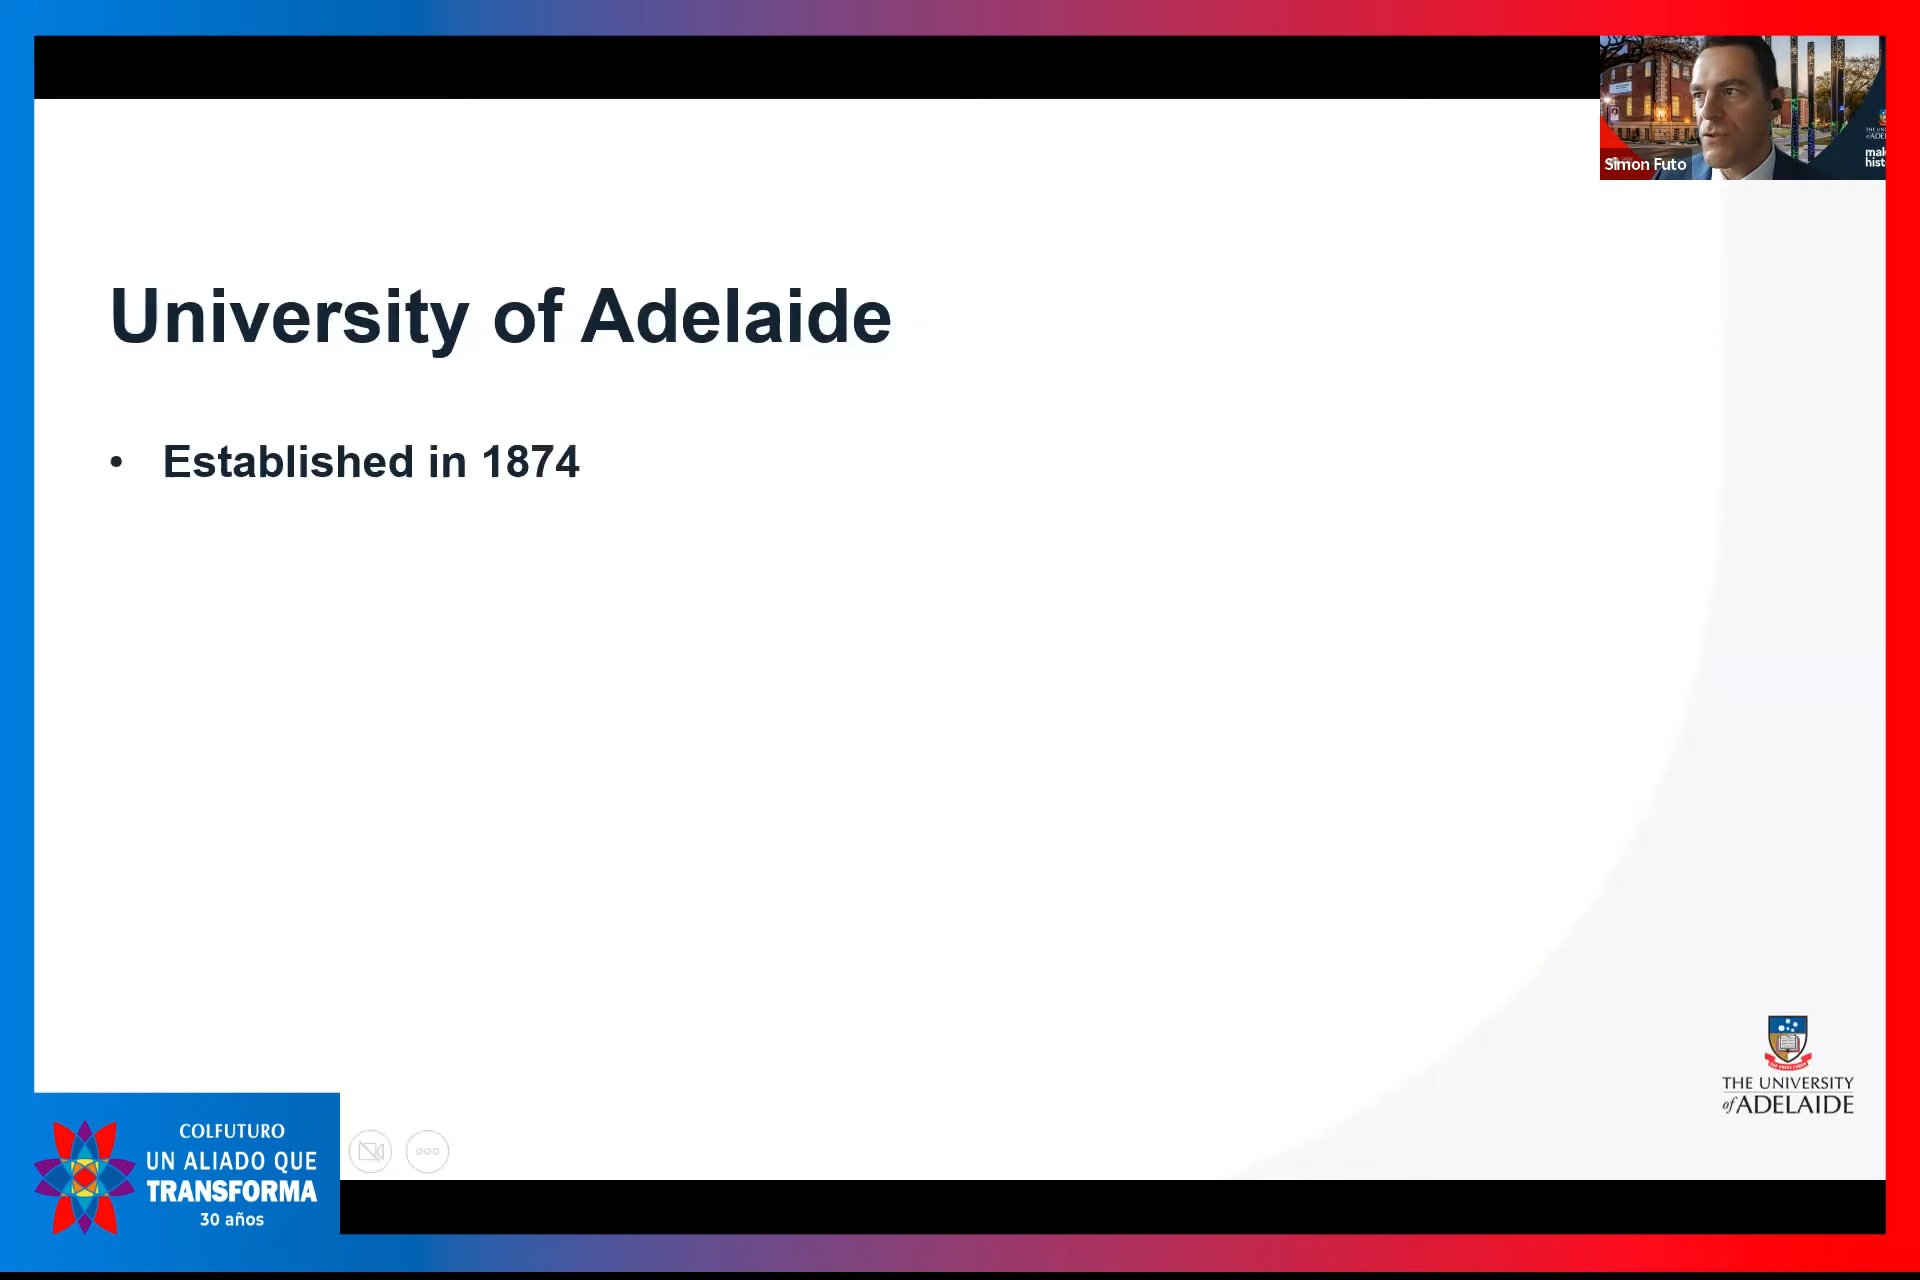 Simon Futo
University of Adelaide
• Established in 1874
THE UNIVERSITY
of ADELAIDE
COLFUTURO
UN ALIADO QUE
TRANSFORMA
30 años